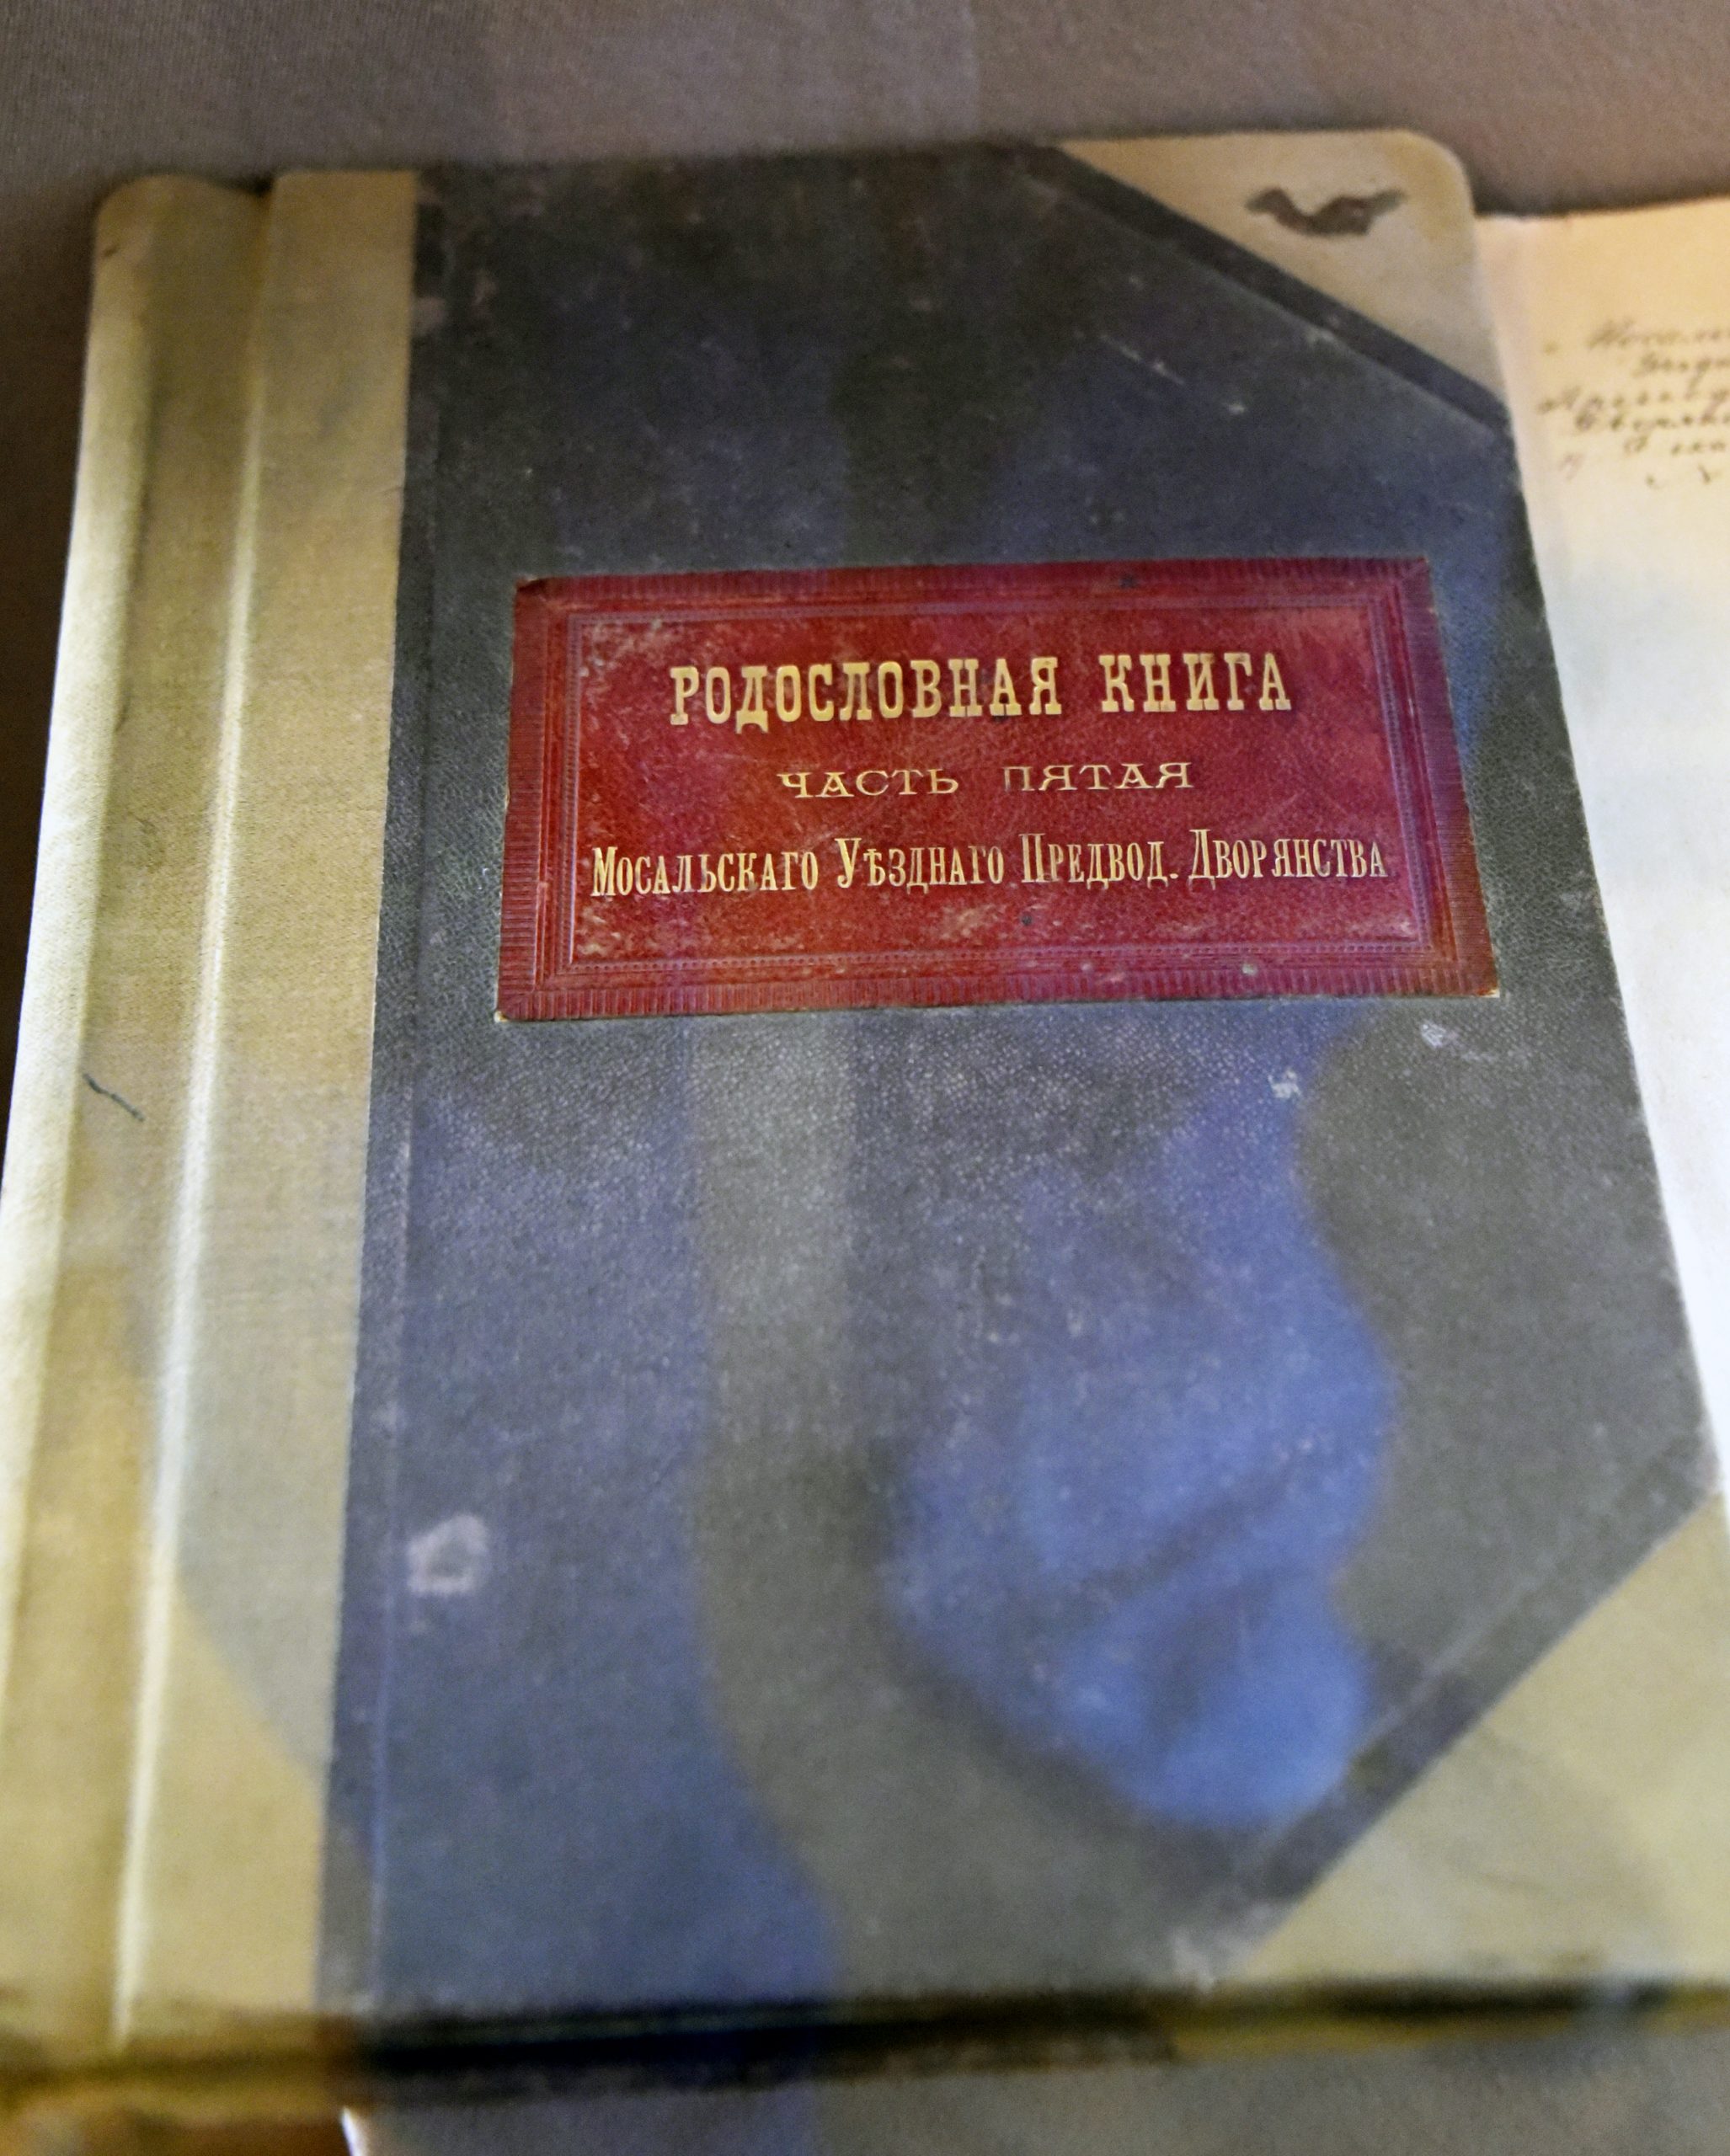 РОДОСЛОВНАЯ КНИГА
ЧАСТЬ ПЯТАЯ
МОСАЛЬСКАГО УѢЗДНАГО ПРЕДВОД. ДВОРЯНСТВА